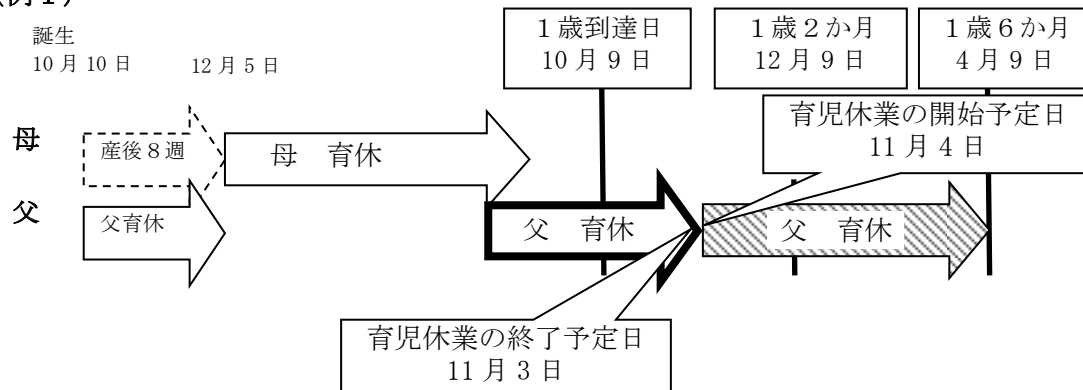 (例1)
誕生
10月10日
12月5日
1歳到達日
10月9日
1歳2か月
12月9日
1歳6か月
4月9日
育児休業の開始予定日
11月4日
母
産後8週
母 育休
父
父育休
父 育休
父 育休
育児休業の終了予定日
11月3日